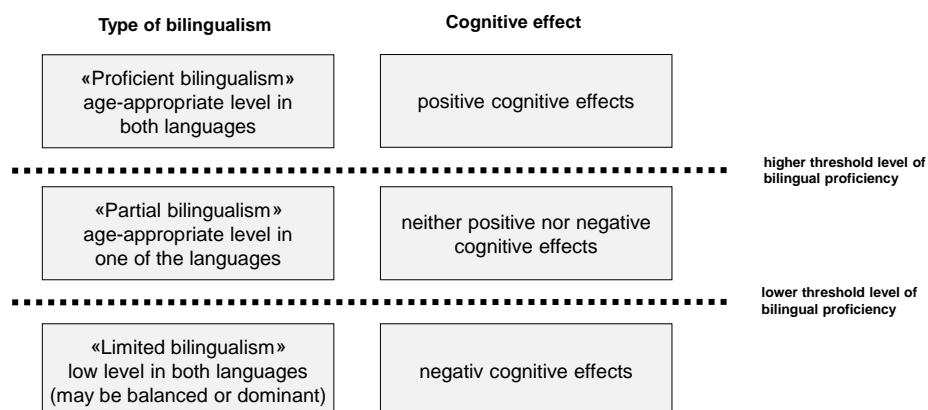 Type of bilingualism
Cognitive effect
«Proficient bilingualism»
age-appropriate level in
both languages
positive cognitive effects
higher threshold level of
bilingual proficiency
«Partial bilingualism»
age-appropriate level in
one of the languages
neither positive nor negative
cognitive effects
lower threshold level of
bilingual proficiency
«Limited bilingualism»
low level in both languages
(may be balanced or dominant)
negativ cognitive effects